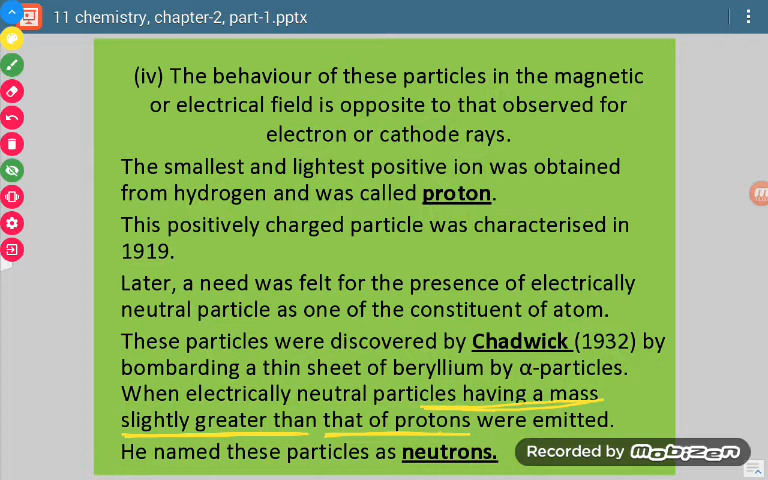 11 chemistry, chapter-2, part-1.pptx
(iv) The behaviour of these particles in the magnetic
or electrical field is opposite to that observed for
electron or cathode rays.
The smallest and lightest positive ion was obtained
from hydrogen and was called proton.
This positively charged particle was characterised in
1919.
Later, a need was felt for the presence of electrically
neutral particle as one of the constituent of atom.
These particles were discovered by Chadwick (1932) by
bombarding a thin sheet of beryllium by α-particles.
When electrically neutral particles having a mass
slightly greater than that of protons were emitted.
He named these particles as neutrons.
Recorded by mobizen